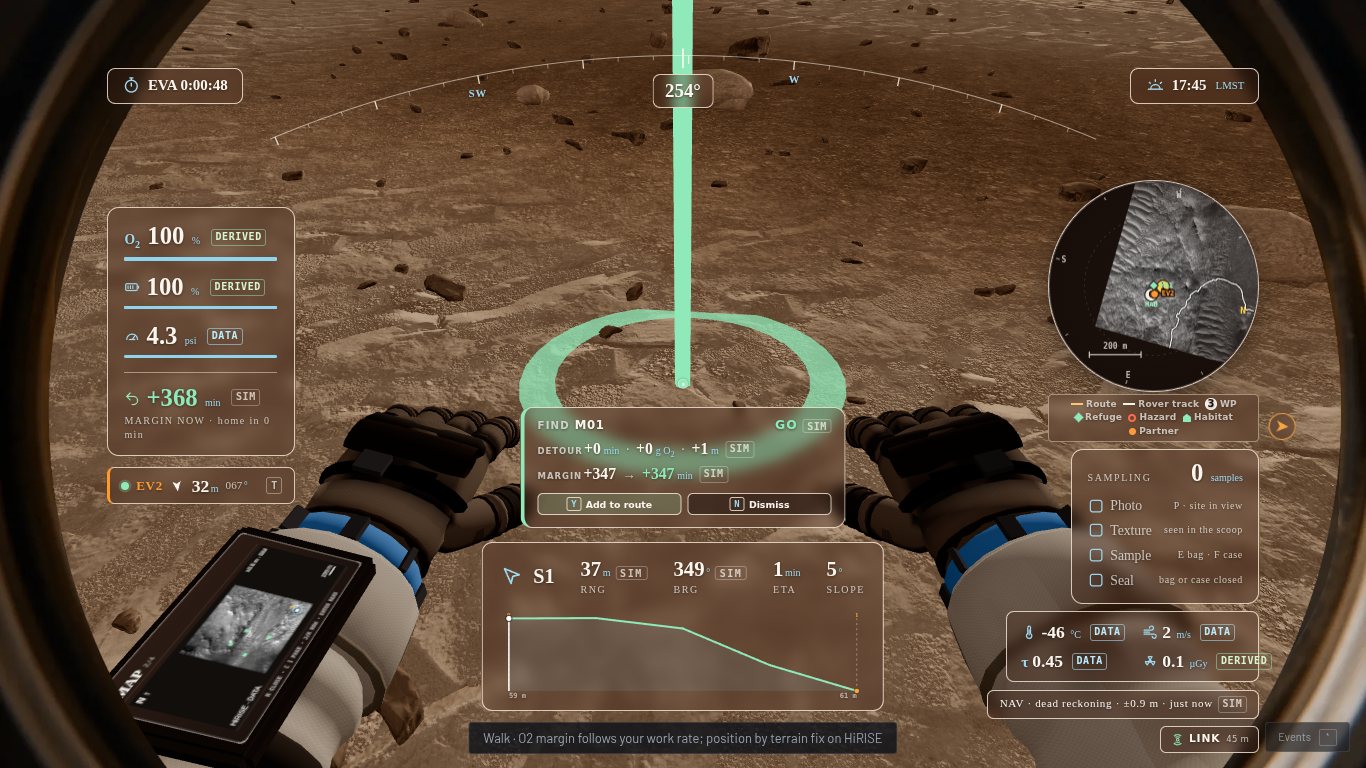 EVA 0:00:48
SW
254°
W
17:45 LMST
O2 100 % DERIVED
100 % DERIVED
4.3 psi DATA
+368 min SIM
MARGIN NOW · home in 0
min
EV2 32 m 067° T
S
N
E
200 m
Route Rover track 3 WP
Refuge Hazard Habitat
Partner
FIND M01 GO SIM
DETOUR +0 min · +0 g O2 · +1 m SIM
MARGIN +347 → +347 min SIM
Y Add to route N Dismiss
S1 37 m SIM 349° SIM 1 min 5°
RNG BRG ETA SLOPE
59 m 61 m
SAMPLING 0 samples
Photo P · site in view
Texture seen in the scoop
Sample E bag · F case
Seal bag or case closed
-46 °C DATA 2 m/s DATA
τ 0.45 DATA 0.1 µGy DERIVED
NAV · dead reckoning · ±0.9 m · just now SIM
LINK 45 m
Events
MAP
HIRISE·DATA
Walk · O2 margin follows your work rate; position by terrain fix on HiRISE